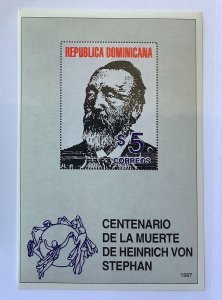 REPUBLICA DOMINICANA
$5
CORREOS
CENTENARIO
DE LA MUERTE
DE HEINRICH VON
STEPHAN
1997